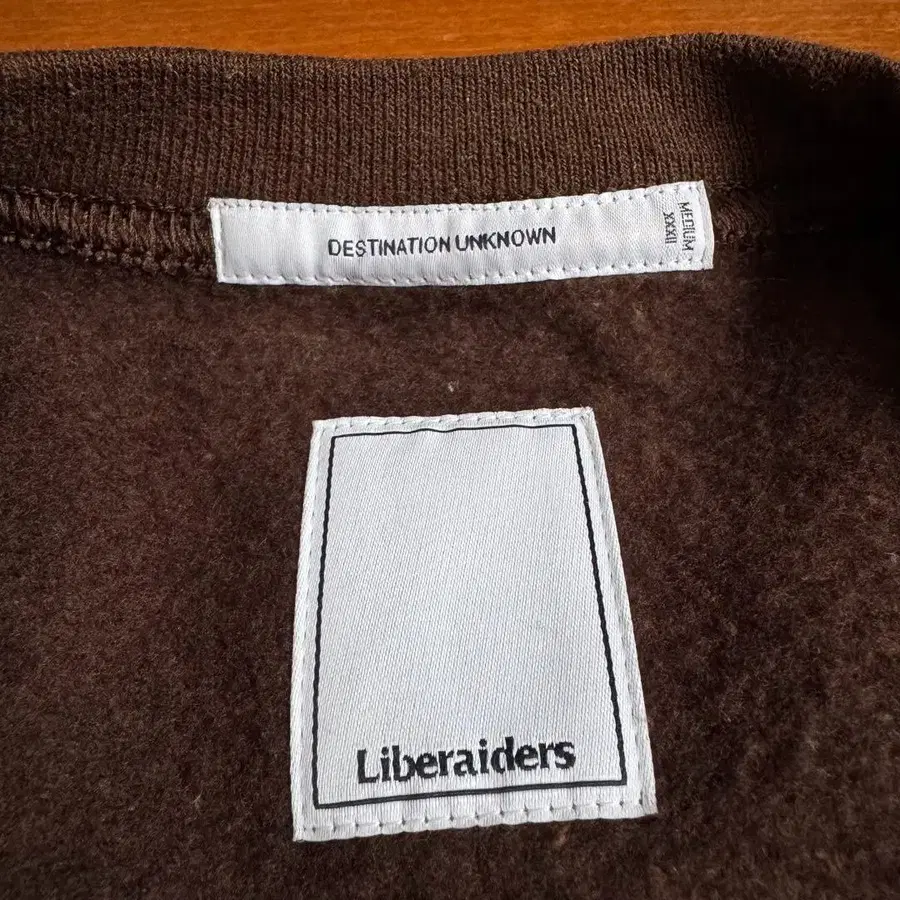 DESTINATION UNKNOWN
MEDIUM
XXXII
Liberaiders